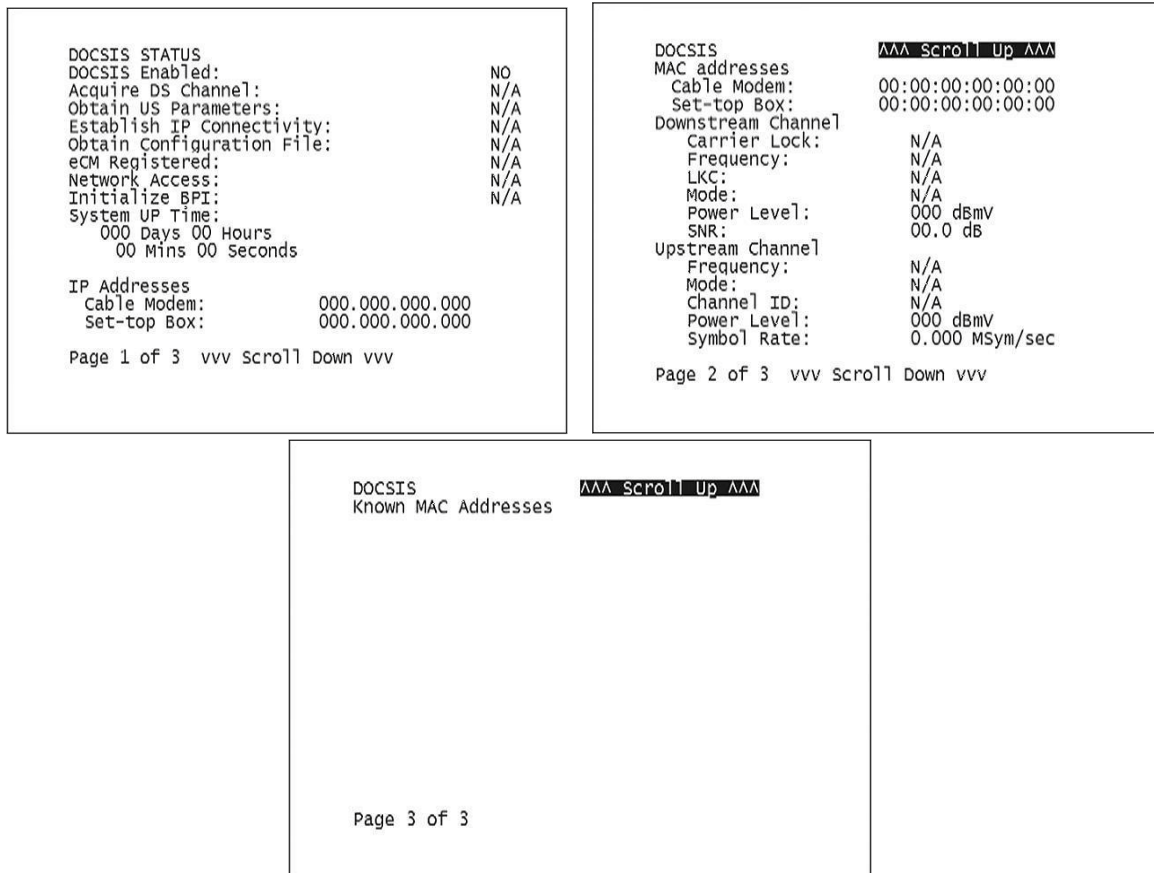 DOCSIS STATUS
DOCSIS Enabled: NO
Acquire DS Channel: N/A
Obtain US Parameters: N/A
Establish IP Connectivity: N/A
Obtain Configuration File: N/A
eCM Registered: N/A
Network Access: N/A
Initialize BPI: N/A
System UP Time:
000 Days 00 Hours
00 Mins 00 Seconds
IP Addresses
Cable Modem: 000.000.000.000
Set-top Box: 000.000.000.000
Page 1 of 3 vvv Scroll Down vvv
DOCSIS ^^^ Scroll Up ^^^
MAC addresses
Cable Modem: 00:00:00:00:00:00
Set-top Box: 00:00:00:00:00:00
Downstream Channel
Carrier Lock: N/A
Frequency: N/A
LKC: N/A
Mode: N/A
Power Level: 000 dBmV
SNR: 00.0 dB
Upstream Channel
Frequency: N/A
Mode: N/A
Channel ID: N/A
Power Level: 000 dBmV
Symbol Rate: 0.000 MSym/sec
Page 2 of 3 vvv Scroll Down vvv
DOCSIS ^^^ Scroll Up ^^^
Known MAC Addresses
Page 3 of 3